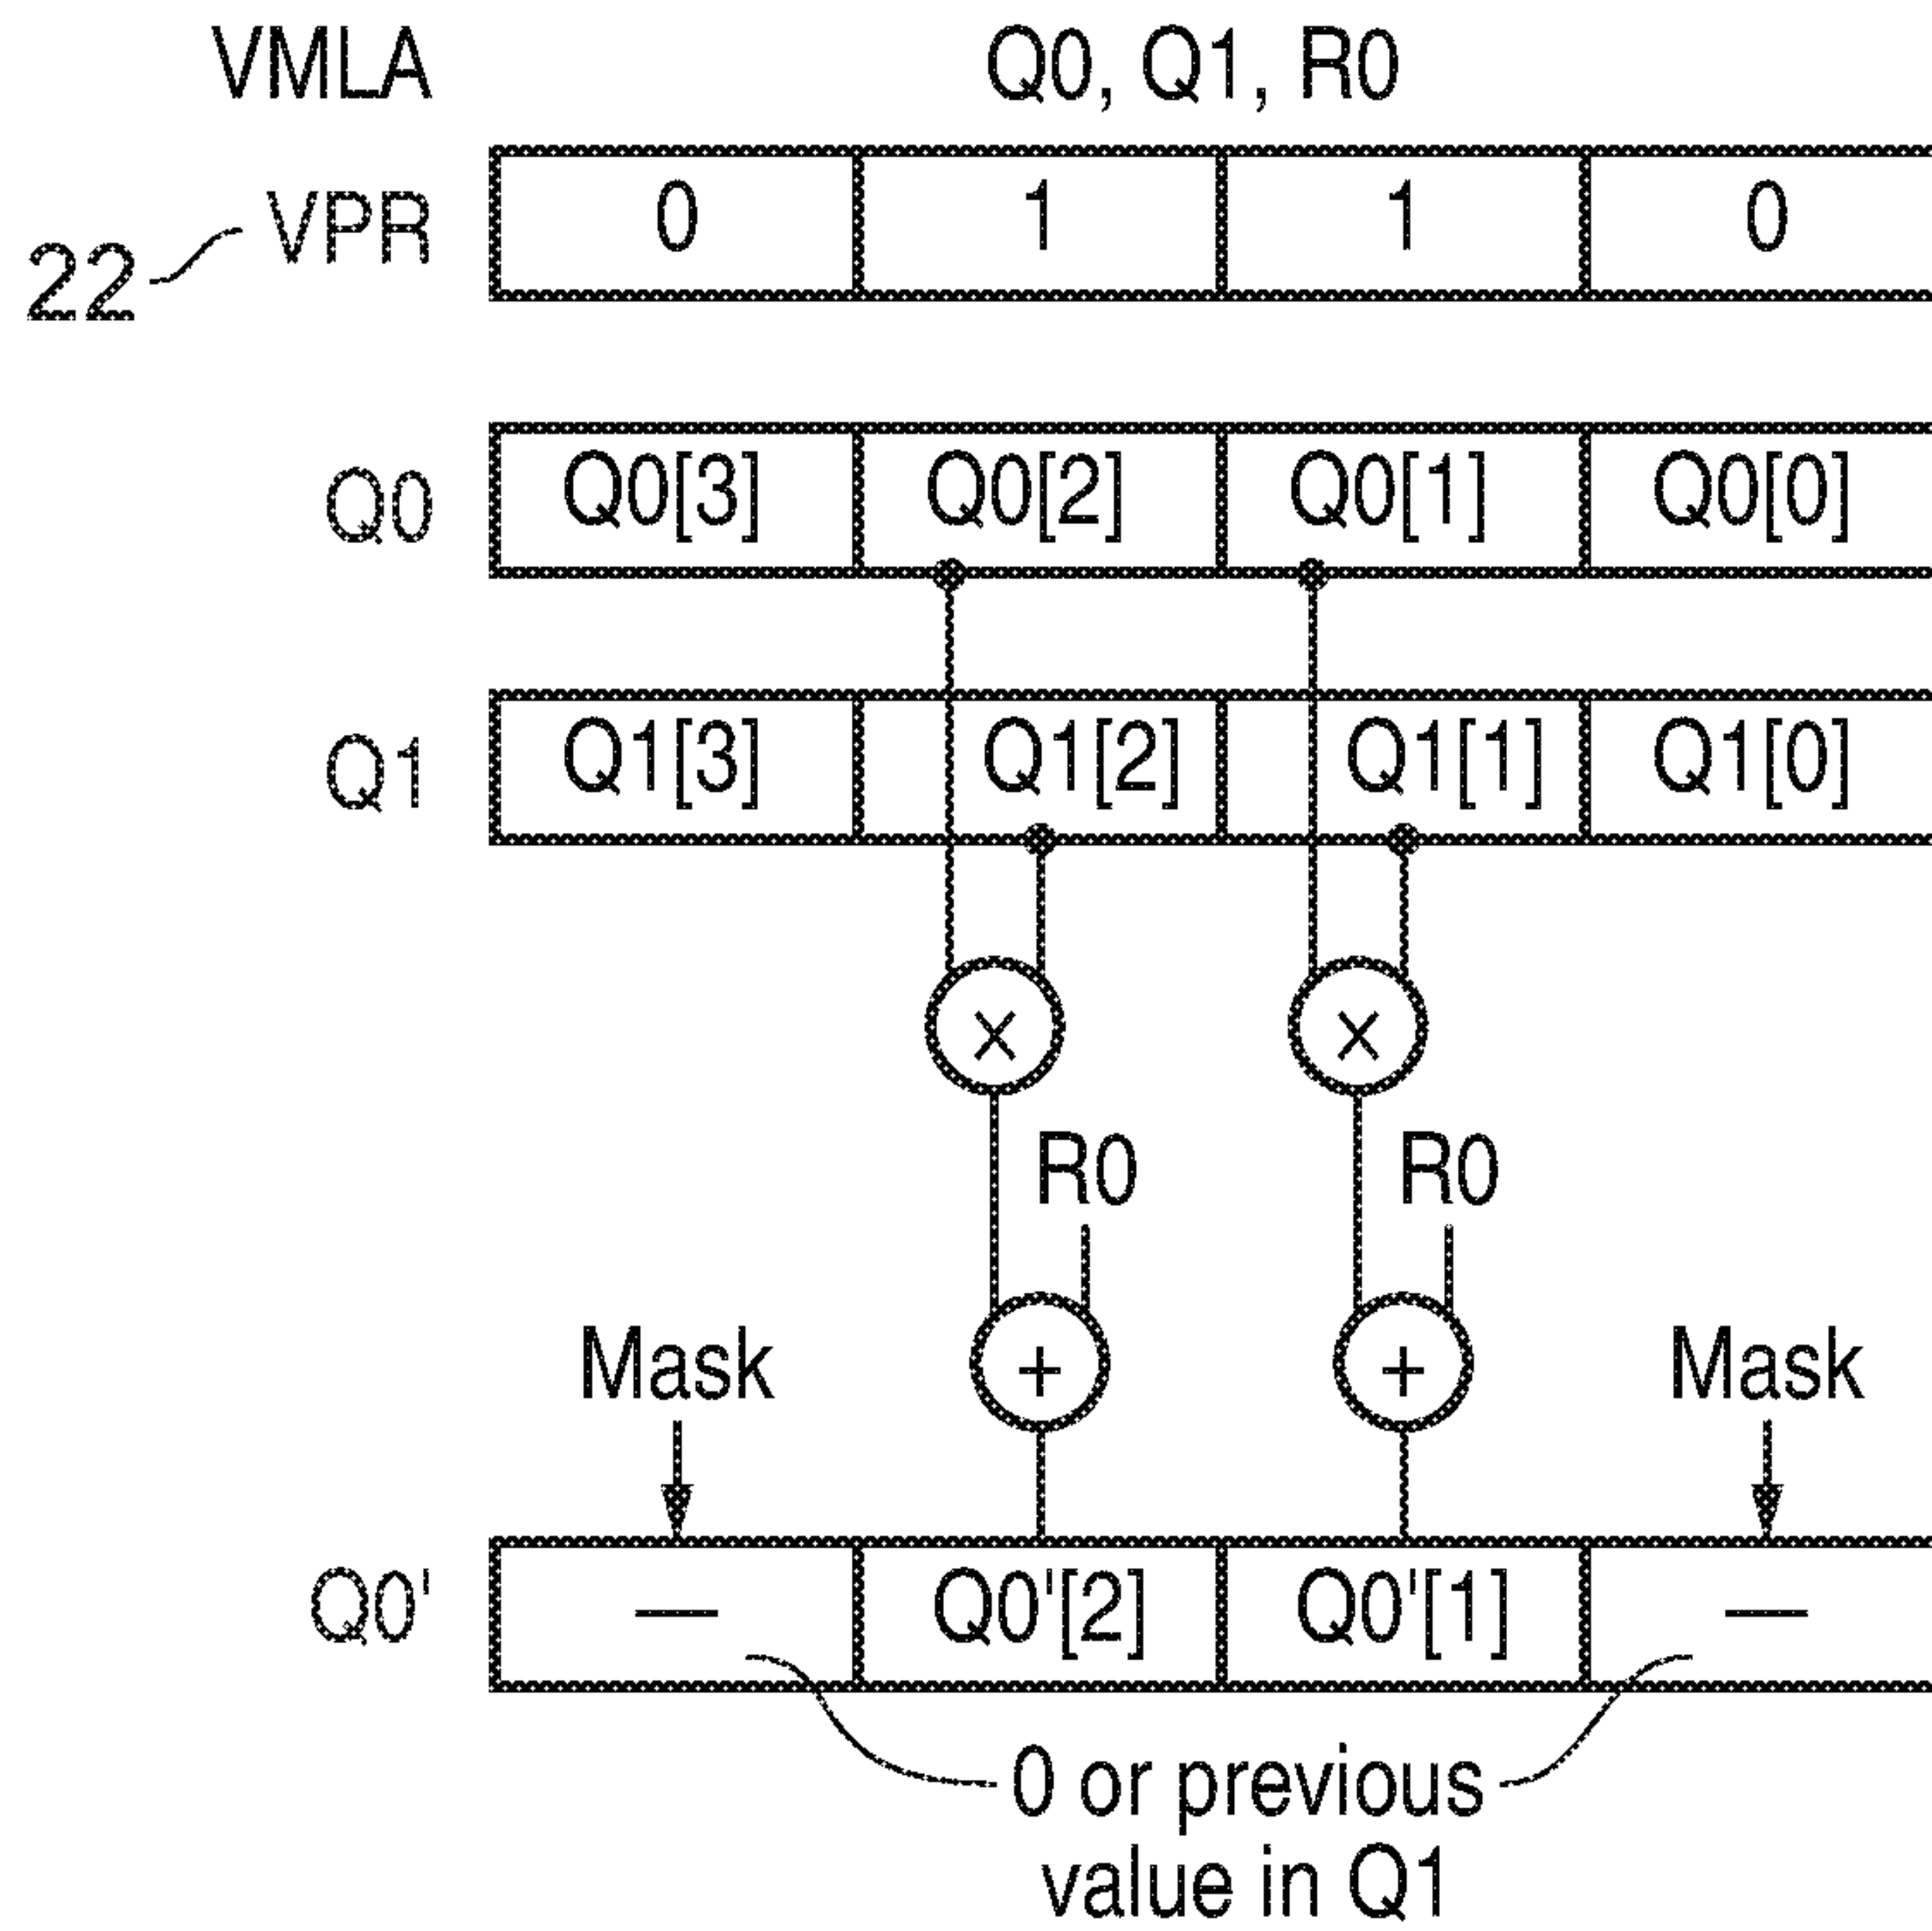 VMLA Q0, Q1, R0
22 VPR 0 1 1 0
Q0 Q0[3] Q0[2] Q0[1] Q0[0]
Q1 Q1[3] Q1[2] Q1[1] Q1[0]
× ×
R0 R0
Mask + + Mask
Q0' — Q0'[2] Q0'[1] —
0 or previous
value in Q1